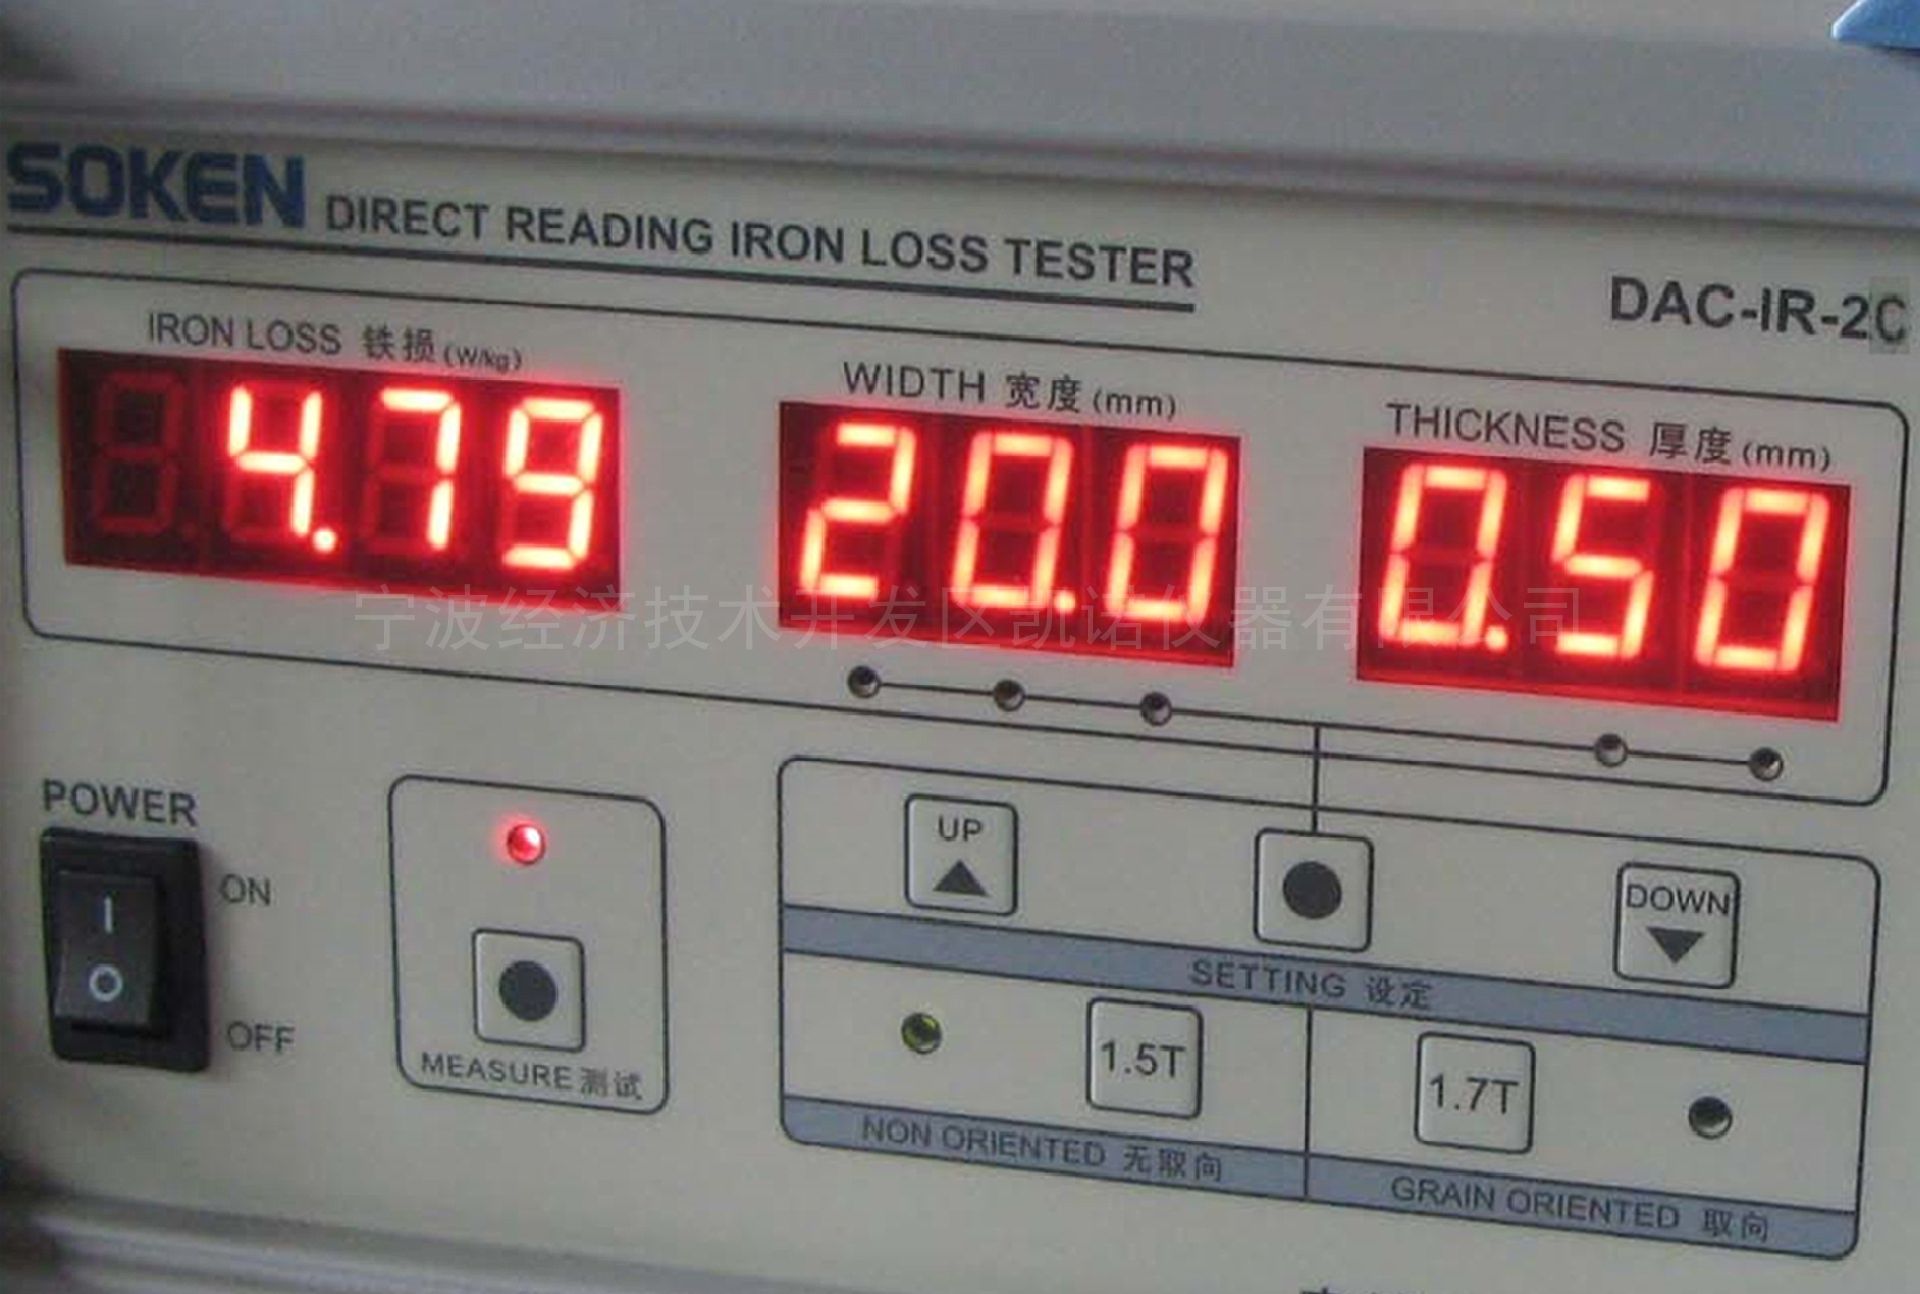 SOKEN DIRECT READING IRON LOSS TESTER
DAC-IR-2C
IRON LOSS 铁损(W/kg)
WIDTH 宽度(mm)
THICKNESS 厚度(mm)
4.79
20.0
0.50
宁波经济技术开发区凯诺仪器有限公司
POWER
ON
OFF
MEASURE 测试
UP
DOWN
SETTING 设定
1.5T
1.7T
NON ORIENTED 无取向
GRAIN ORIENTED 取向